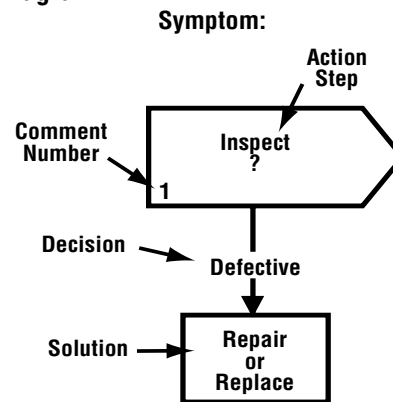 Symptom:
Action
Step
Comment
Number
Inspect
?
1
Decision
Defective
Solution
Repair
or
Replace